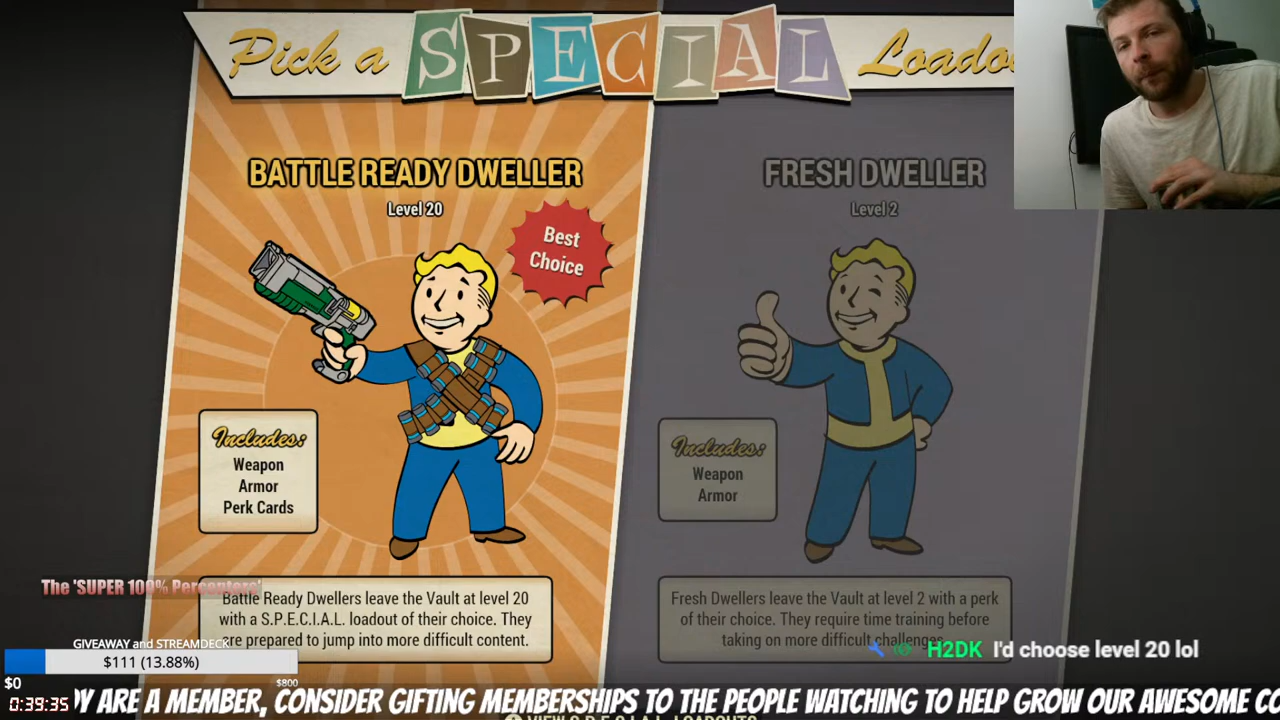 Pick a SPECIAL Loado
BATTLE READY DWELLER
Level 20
Best
Choice
Includes:
Weapon
Armor
Perk Cards
Battle Ready Dwellers leave the Vault at level 20
with a S.P.E.C.I.A.L. loadout of their choice. They
are prepared to jump into more difficult content.
FRESH DWELLER
Level 2
Includes:
Weapon
Armor
Fresh Dwellers leave the Vault at level 2 with a perk
of their choice. They require time training before
taking on more difficult challenges.
The 'SUPER 100% Percenters'
GIVEAWAY and STREAMDECK
$111 (13.88%)
$0
$800
H2DK I'd choose level 20 lol
0:39:35
DY ARE A MEMBER, CONSIDER GIFTING MEMBERSHIPS TO THE PEOPLE WATCHING TO HELP GROW OUR AWESOME CO
VIEW S.P.E.C.I.A.L. LOADOUTS